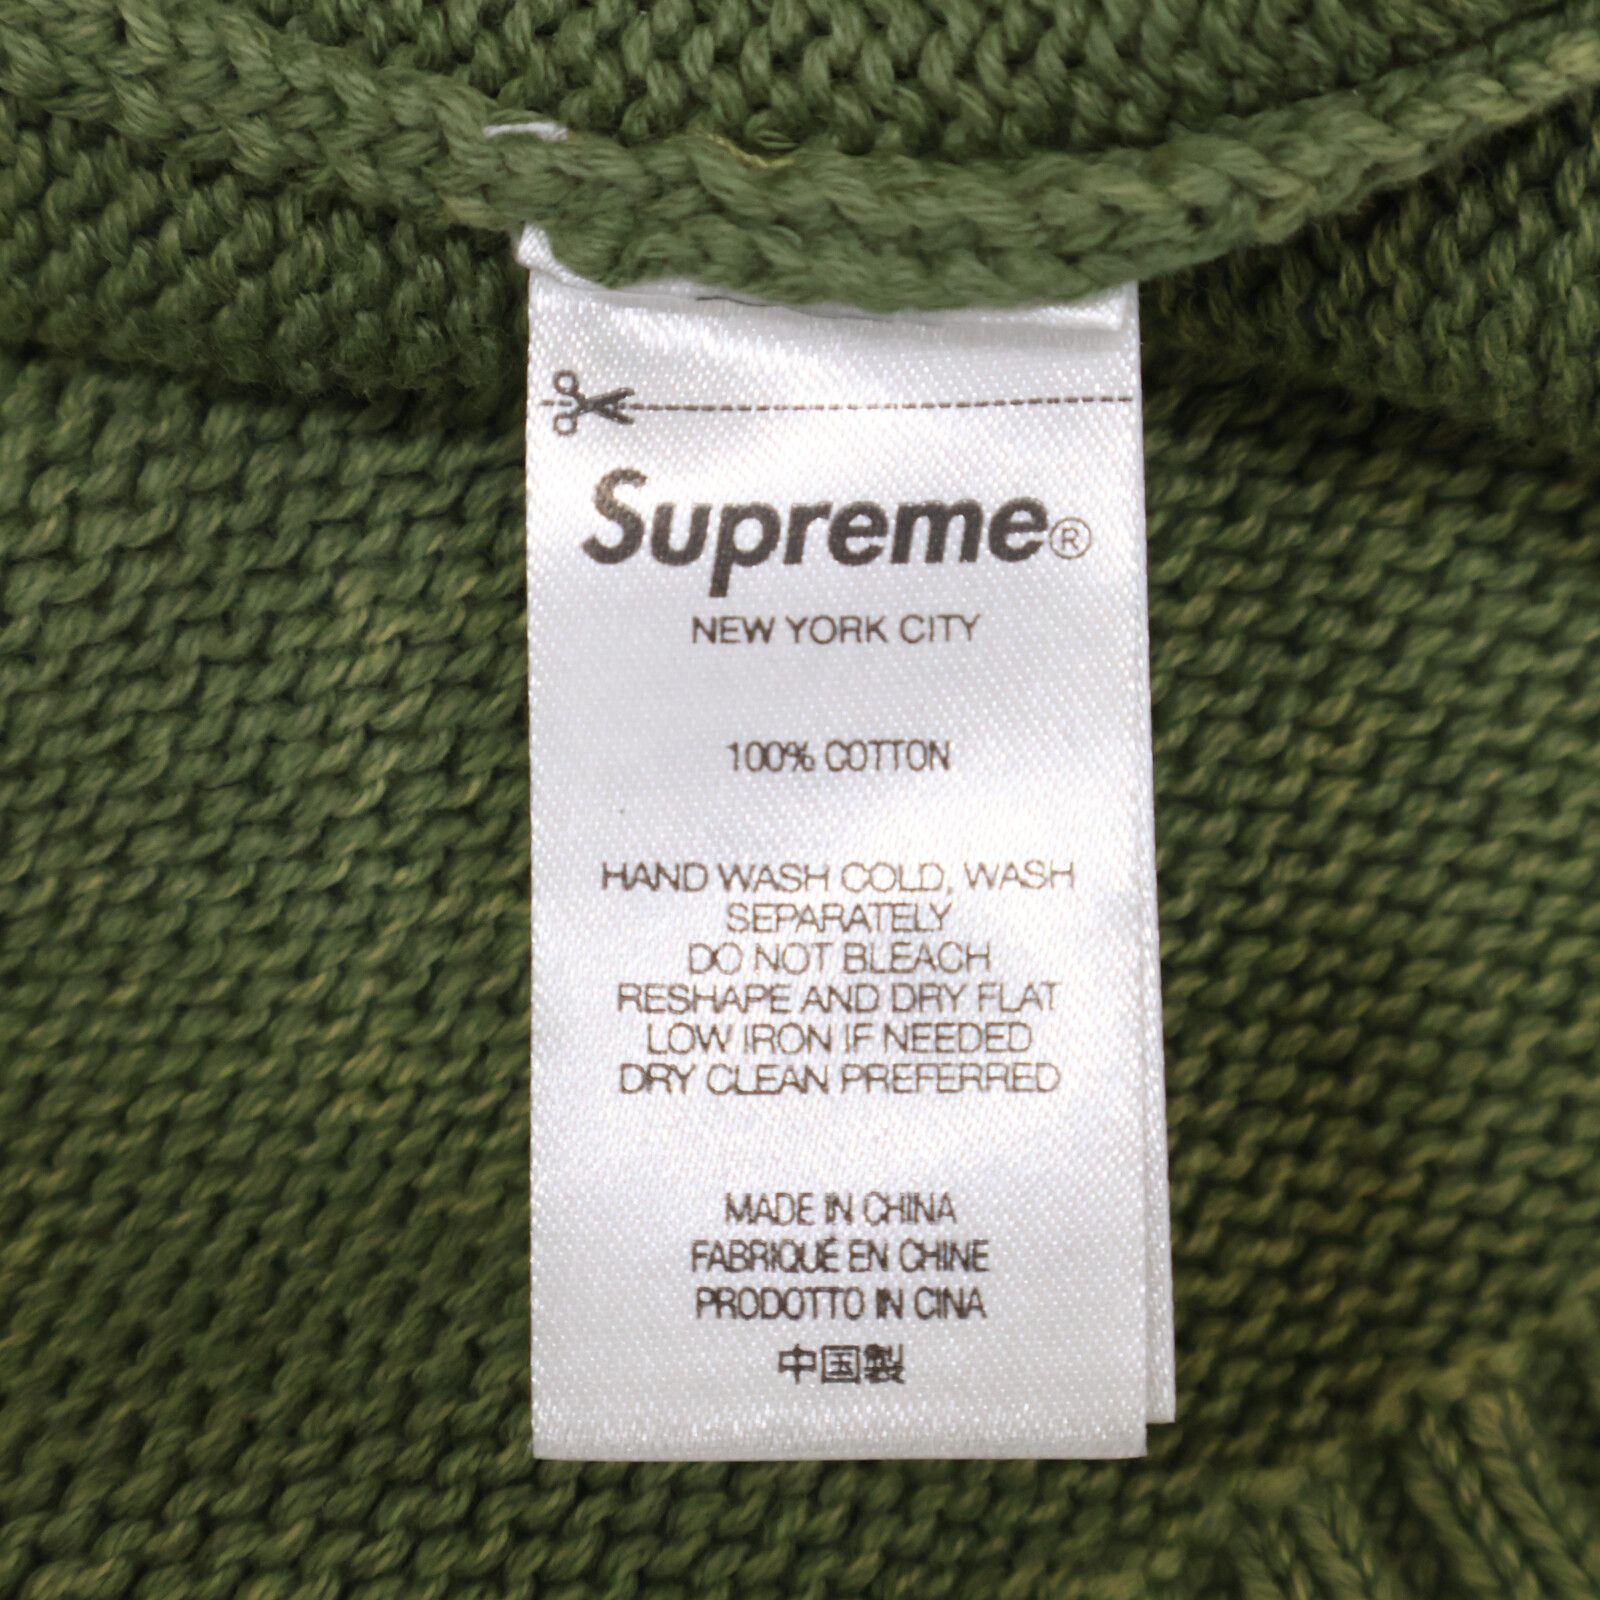 Supreme®
NEW YORK CITY
100% COTTON
HAND WASH COLD, WASH
SEPARATELY
DO NOT BLEACH
RESHAPE AND DRY FLAT
LOW IRON IF NEEDED
DRY CLEAN PREFERRED
MADE IN CHINA
FABRIQUÉ EN CHINE
PRODOTTO IN CINA
中国製